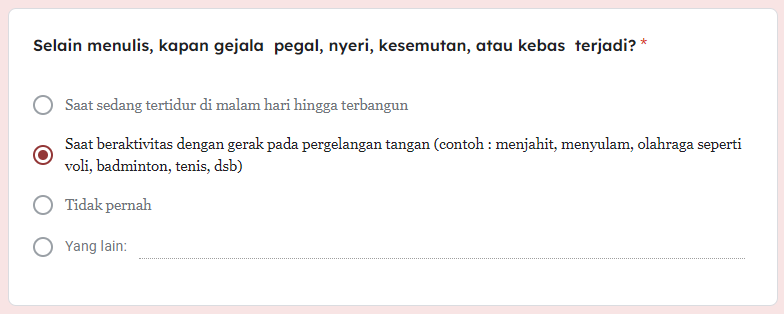 Selain menulis, kapan gejala  pegal, nyeri, kesemutan, atau kebas  terjadi? *
Saat sedang tertidur di malam hari hingga terbangun
Saat beraktivitas dengan gerak pada pergelangan tangan (contoh : menjahit, menyulam, olahraga seperti
voli, badminton, tenis, dsb)
Tidak pernah
Yang lain: